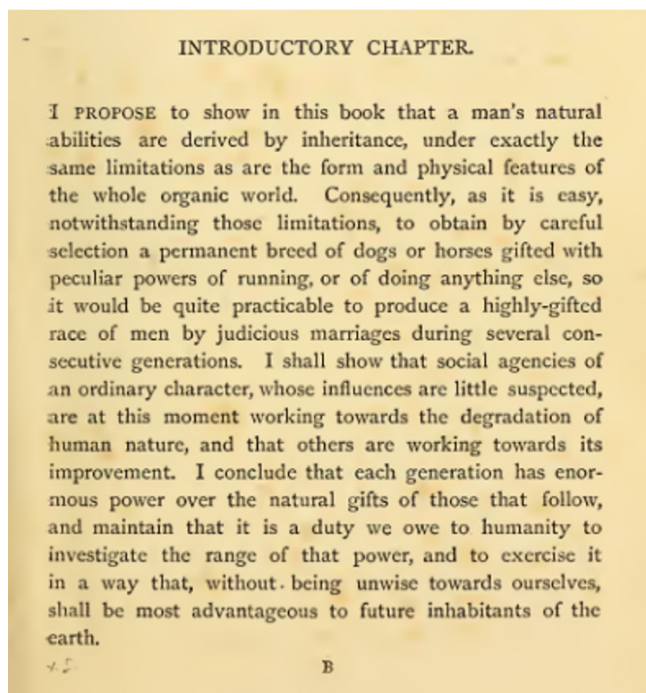 INTRODUCTORY CHAPTER.
I PROPOSE to show in this book that a man's natural
abilities are derived by inheritance, under exactly the
same limitations as are the form and physical features of
the whole organic world. Consequently, as it is easy,
notwithstanding those limitations, to obtain by careful
selection a permanent breed of dogs or horses gifted with
peculiar powers of running, or of doing anything else, so
it would be quite practicable to produce a highly-gifted
race of men by judicious marriages during several con-
secutive generations. I shall show that social agencies of
an ordinary character, whose influences are little suspected,
are at this moment working towards the degradation of
human nature, and that others are working towards its
improvement. I conclude that each generation has enor-
mous power over the natural gifts of those that follow,
and maintain that it is a duty we owe to humanity to
investigate the range of that power, and to exercise it
in a way that, without being unwise towards ourselves,
shall be most advantageous to future inhabitants of the
earth.
B